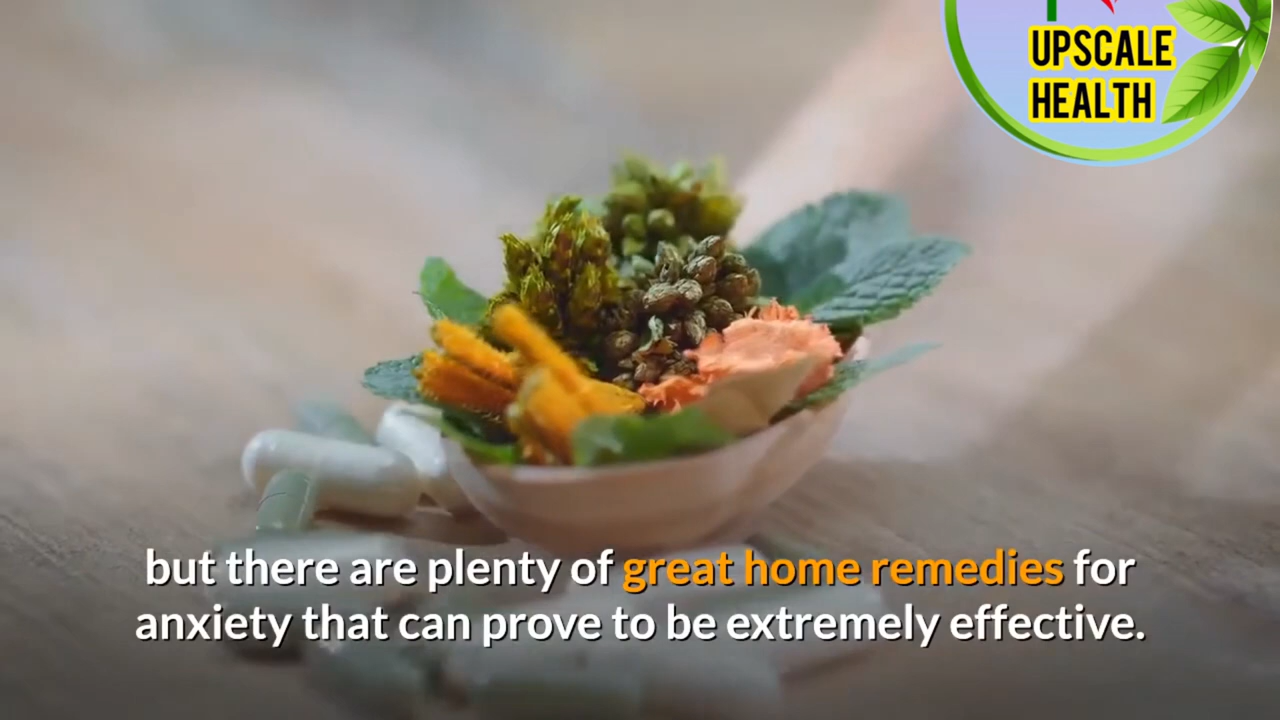 UPSCALE
HEALTH
but there are plenty of great home remedies for
anxiety that can prove to be extremely effective.